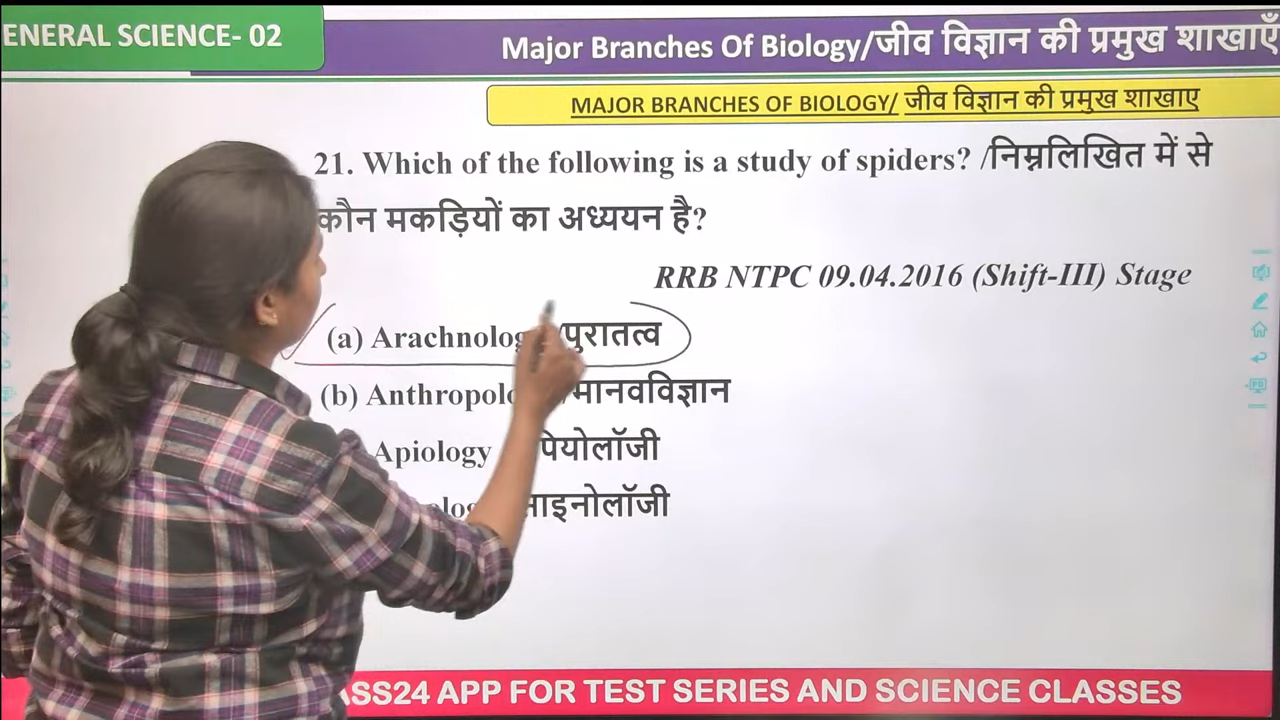 ENERAL SCIENCE- 02
Major Branches Of Biology/जीव विज्ञान की प्रमुख शाखाएँ
MAJOR BRANCHES OF BIOLOGY/ जीव विज्ञान की प्रमुख शाखाए
21. Which of the following is a study of spiders? /निम्नलिखित में से
कौन मकड़ियों का अध्ययन है?
RRB NTPC 09.04.2016 (Shift-III) Stage
(a) Arachnolog /पुरातत्व
(b) Anthropolo /मानवविज्ञान
Apiology पियोलॉजी
olog साइनोलॉजी
ASS24 APP FOR TEST SERIES AND SCIENCE CLASSES